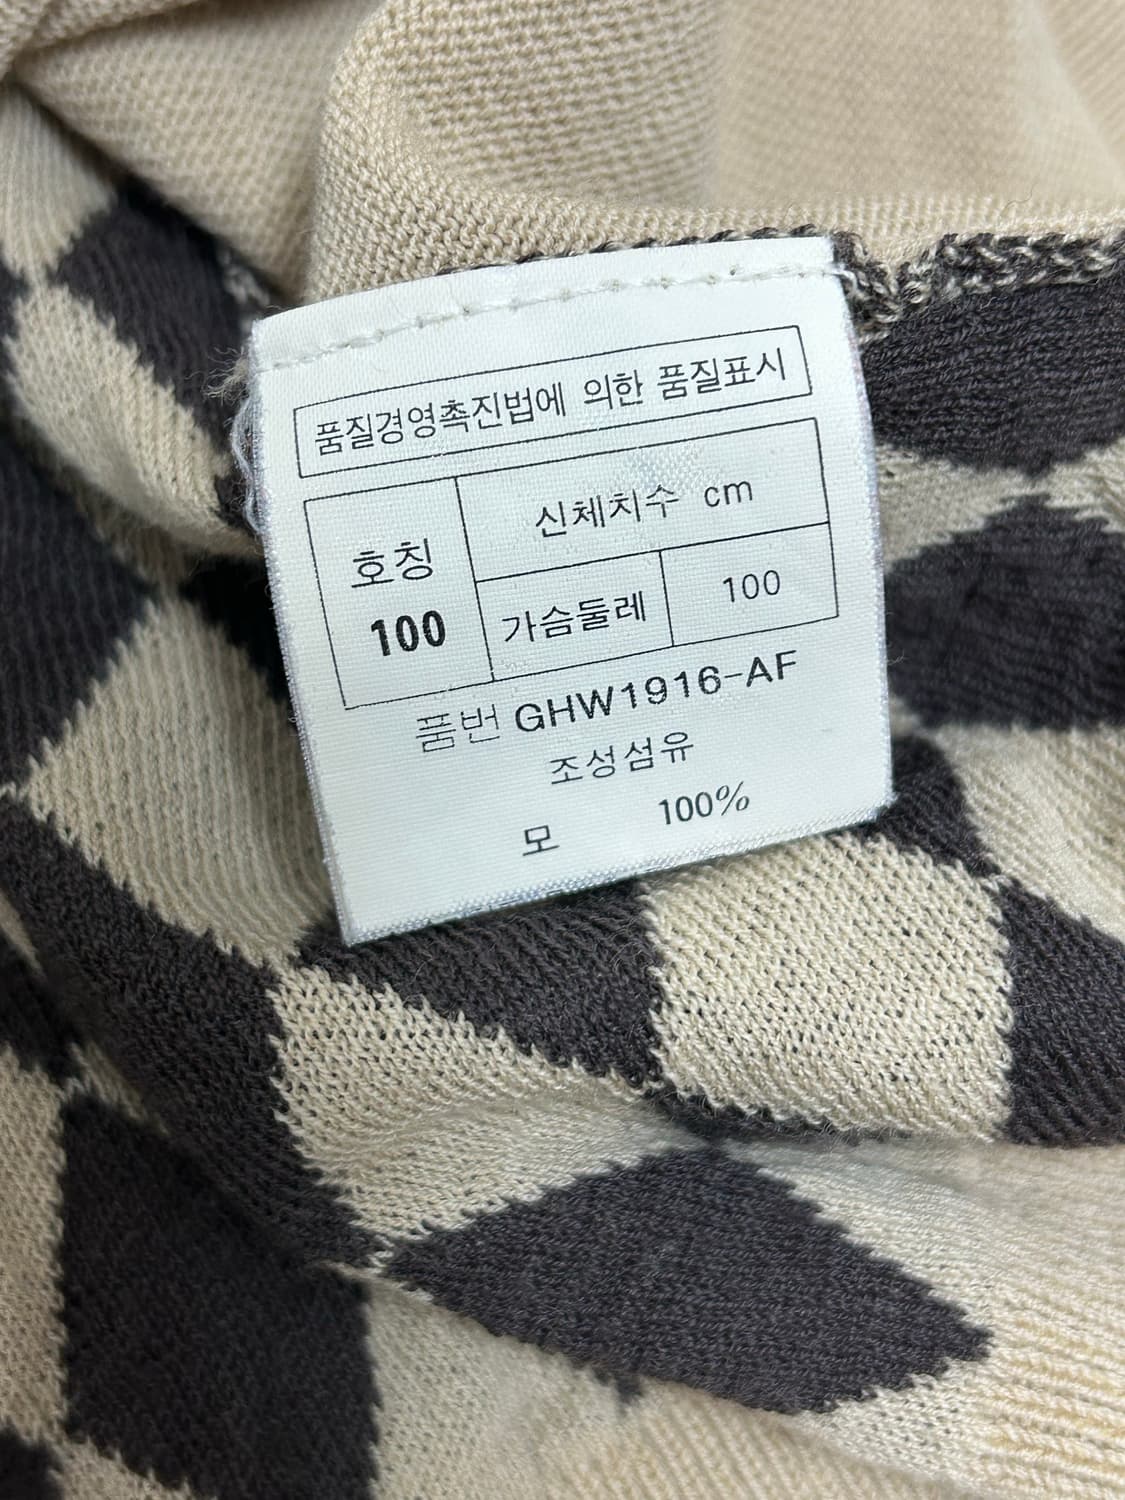 품질경영촉진법에 의한 품질표시
호칭
100
신체치수 cm
가슴둘레 100
품번 GHW1916-AF
조성섬유
모 100%